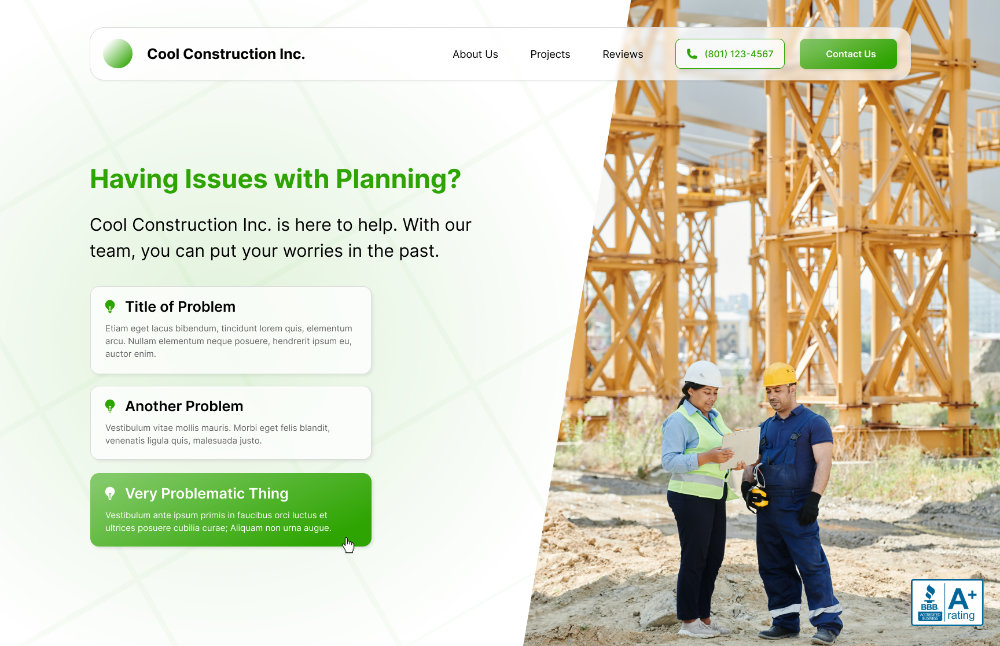 Cool Construction Inc.
About Us
Projects
Reviews
(801) 123-4567
Contact Us
Having Issues with Planning?
Cool Construction Inc. is here to help. With our
team, you can put your worries in the past.
Title of Problem
Etiam eget lacus bibendum, tincidunt lorem quis, elementum
arcu. Nullam elementum neque posuere, hendrerit ipsum eu,
auctor enim.
Another Problem
Vestibulum vitae mollis mauris. Morbi eget felis blandit,
venenatis ligula quis, malesuada justo.
Very Problematic Thing
Vestibulum ante ipsum primis in faucibus orci luctus et
ultrices posuere cubilia curae; Aliquam non urna augue.
BBB
ACCREDITED
BUSINESS
A+
rating